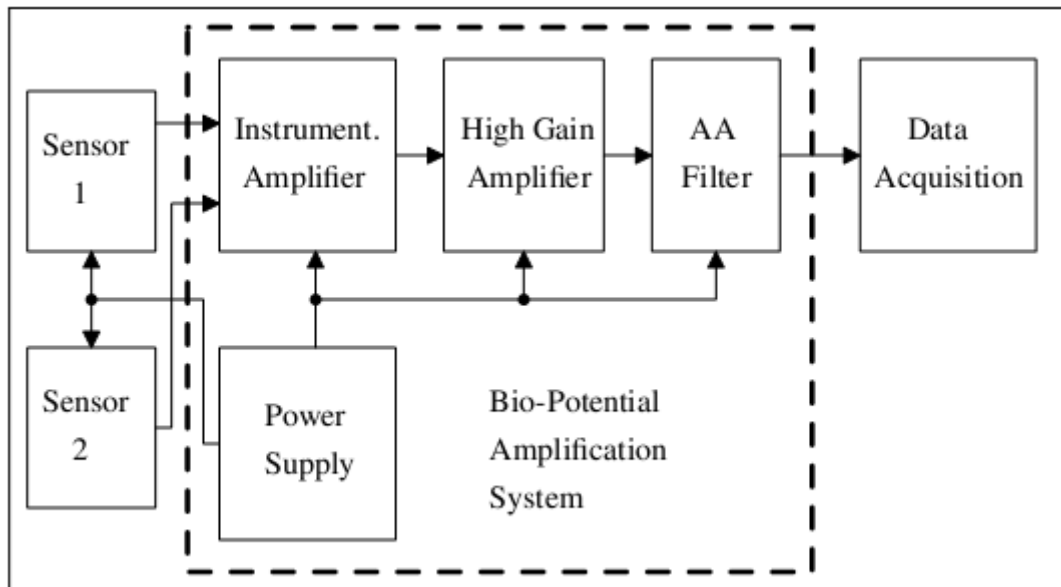 Sensor
1
Instrument.
Amplifier
High Gain
Amplifier
AA
Filter
Data
Acquisition
Sensor
2
Power
Supply
Bio-Potential
Amplification
System